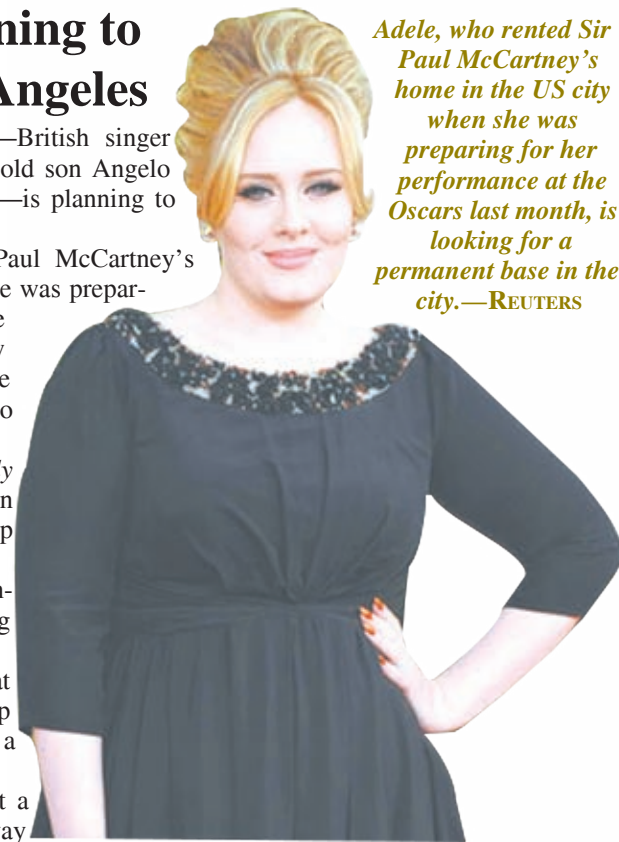 ning to
Angeles
—British singer
old son Angelo
—is planning to
Paul McCartney's
e was prepar-
e
y
e
o
y
n
p
n-
g
at
p
a
t a
ay
Adele, who rented Sir
Paul McCartney's
home in the US city
when she was
preparing for her
performance at the
Oscars last month, is
looking for a
permanent base in the
city.—REUTERS